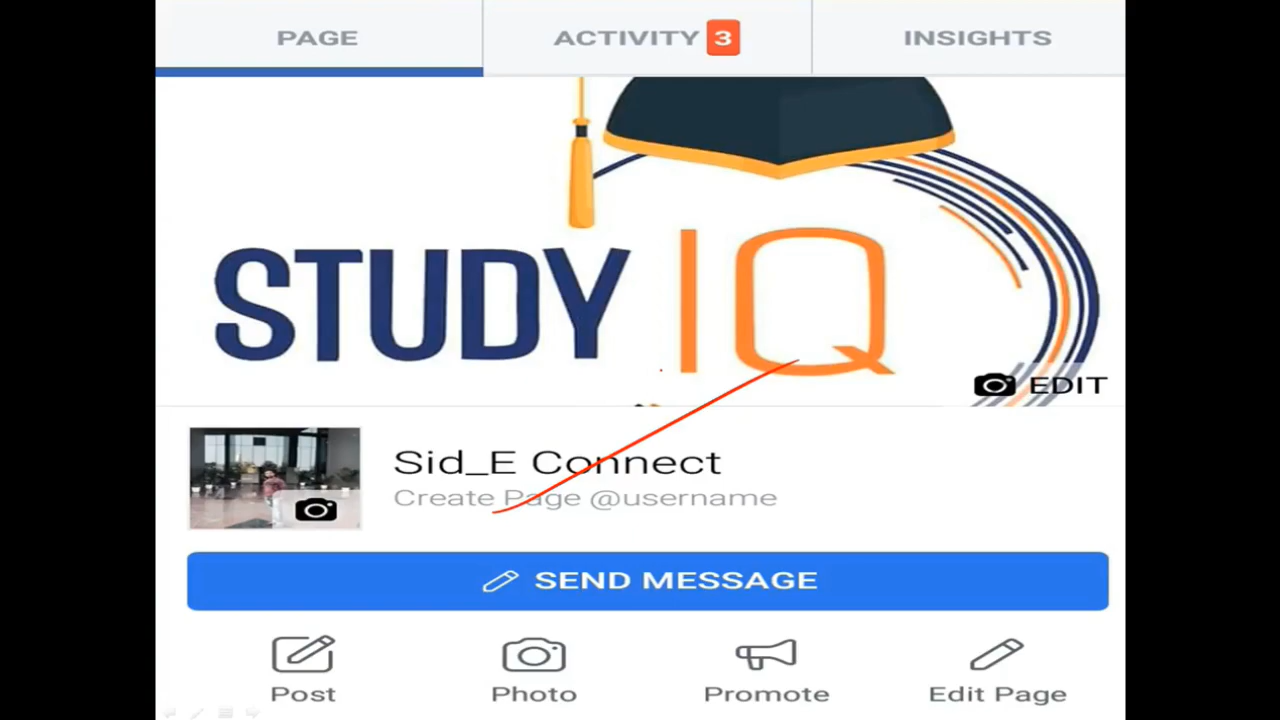 PAGE
ACTIVITY 3
INSIGHTS
STUDY IQ
EDIT
Sid_E Connect
Create Page @username
SEND MESSAGE
Post
Photo
Promote
Edit Page